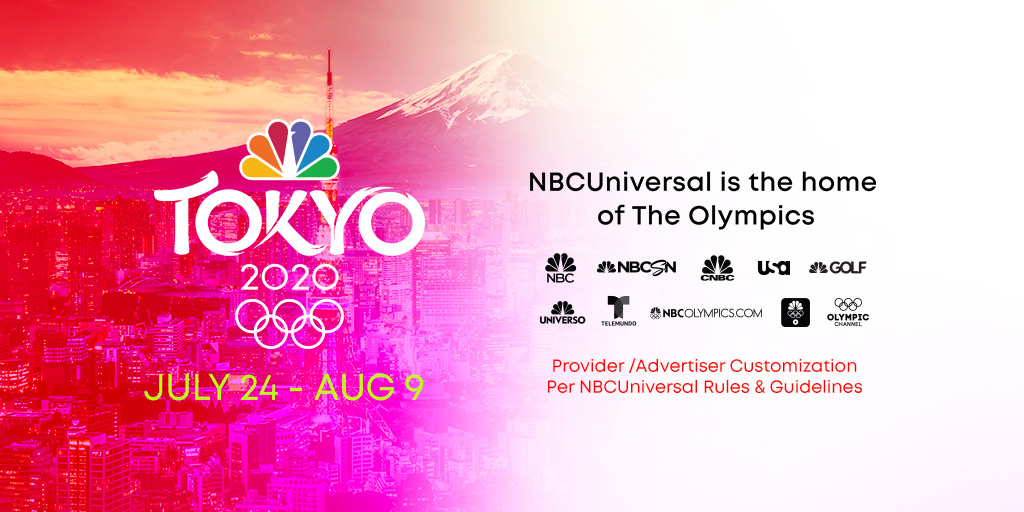 TOKYO
2020
JULY 24 - AUG 9
NBCUniversal is the home
of The Olympics
NBC
NBCSN
CNBC
USA
GOLF
UNIVERSO
TELEMUNDO
NBCOLYMPICS.COM
OLYMPIC
CHANNEL
Provider /Advertiser Customization
Per NBCUniversal Rules & Guidelines